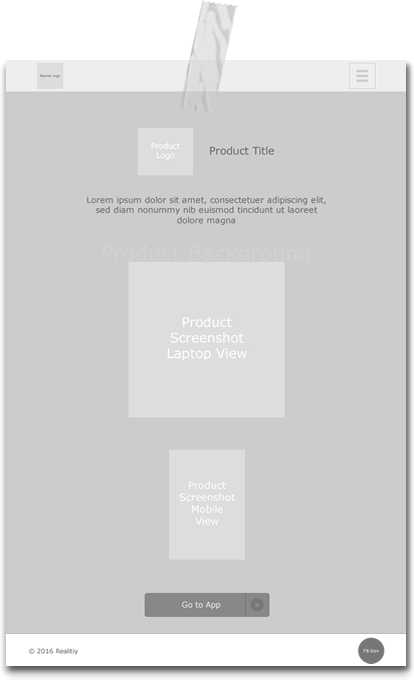 Realitiy Logo
Product
Logo
Product Title
Lorem ipsum dolor sit amet, consectetuer adipiscing elit,
sed diam nonummy nib euismod tincidunt ut laoreet
dolore magna
Product Background
Product
Screenshot
Laptop View
Product
Screenshot
Mobile
View
Go to App
© 2016 Realitiy
FB Icon